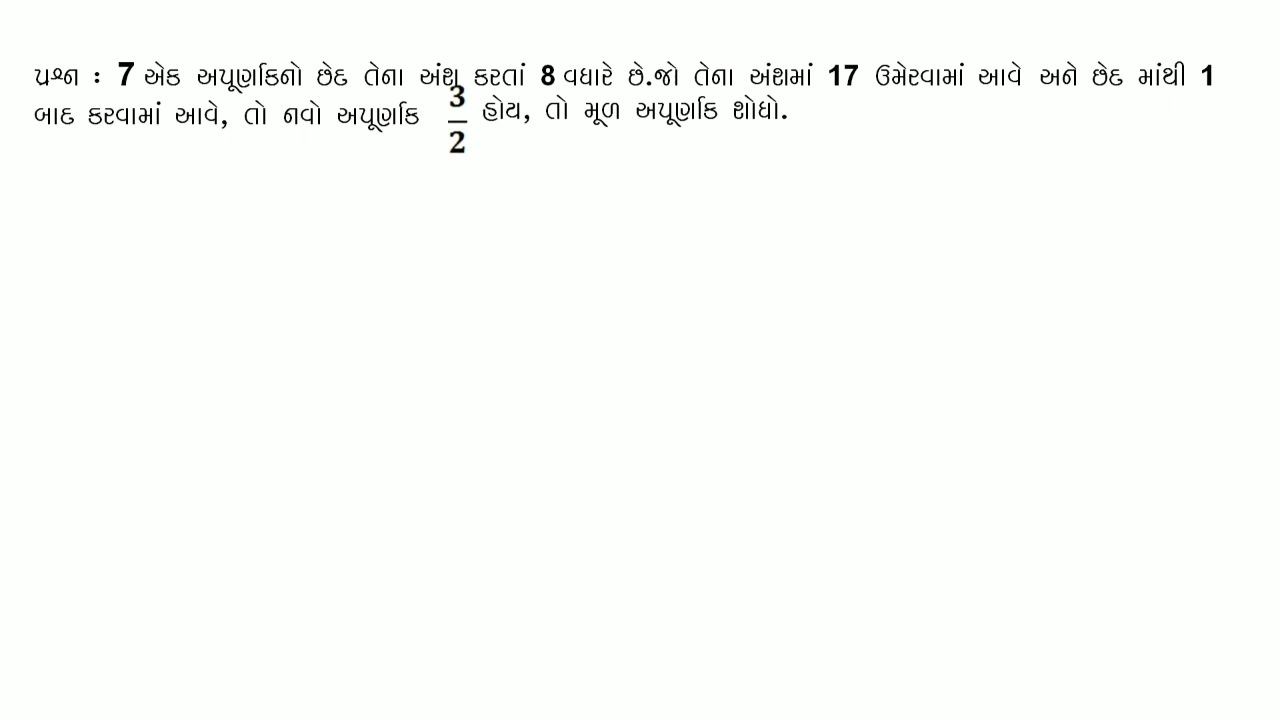 પ્રશ્ન : 7 એક અપૂર્ણાંકનો છેદ તેના અંશ કરતાં 8 વધારે છે.જો તેના અંશમાં 17 ઉમેરવામાં આવે અને છેદ માંથી 1
બાદ કરવામાં આવે, તો નવો અપૂર્ણાંક 3/2 હોય, તો મૂળ અપૂર્ણાંક શોધો.